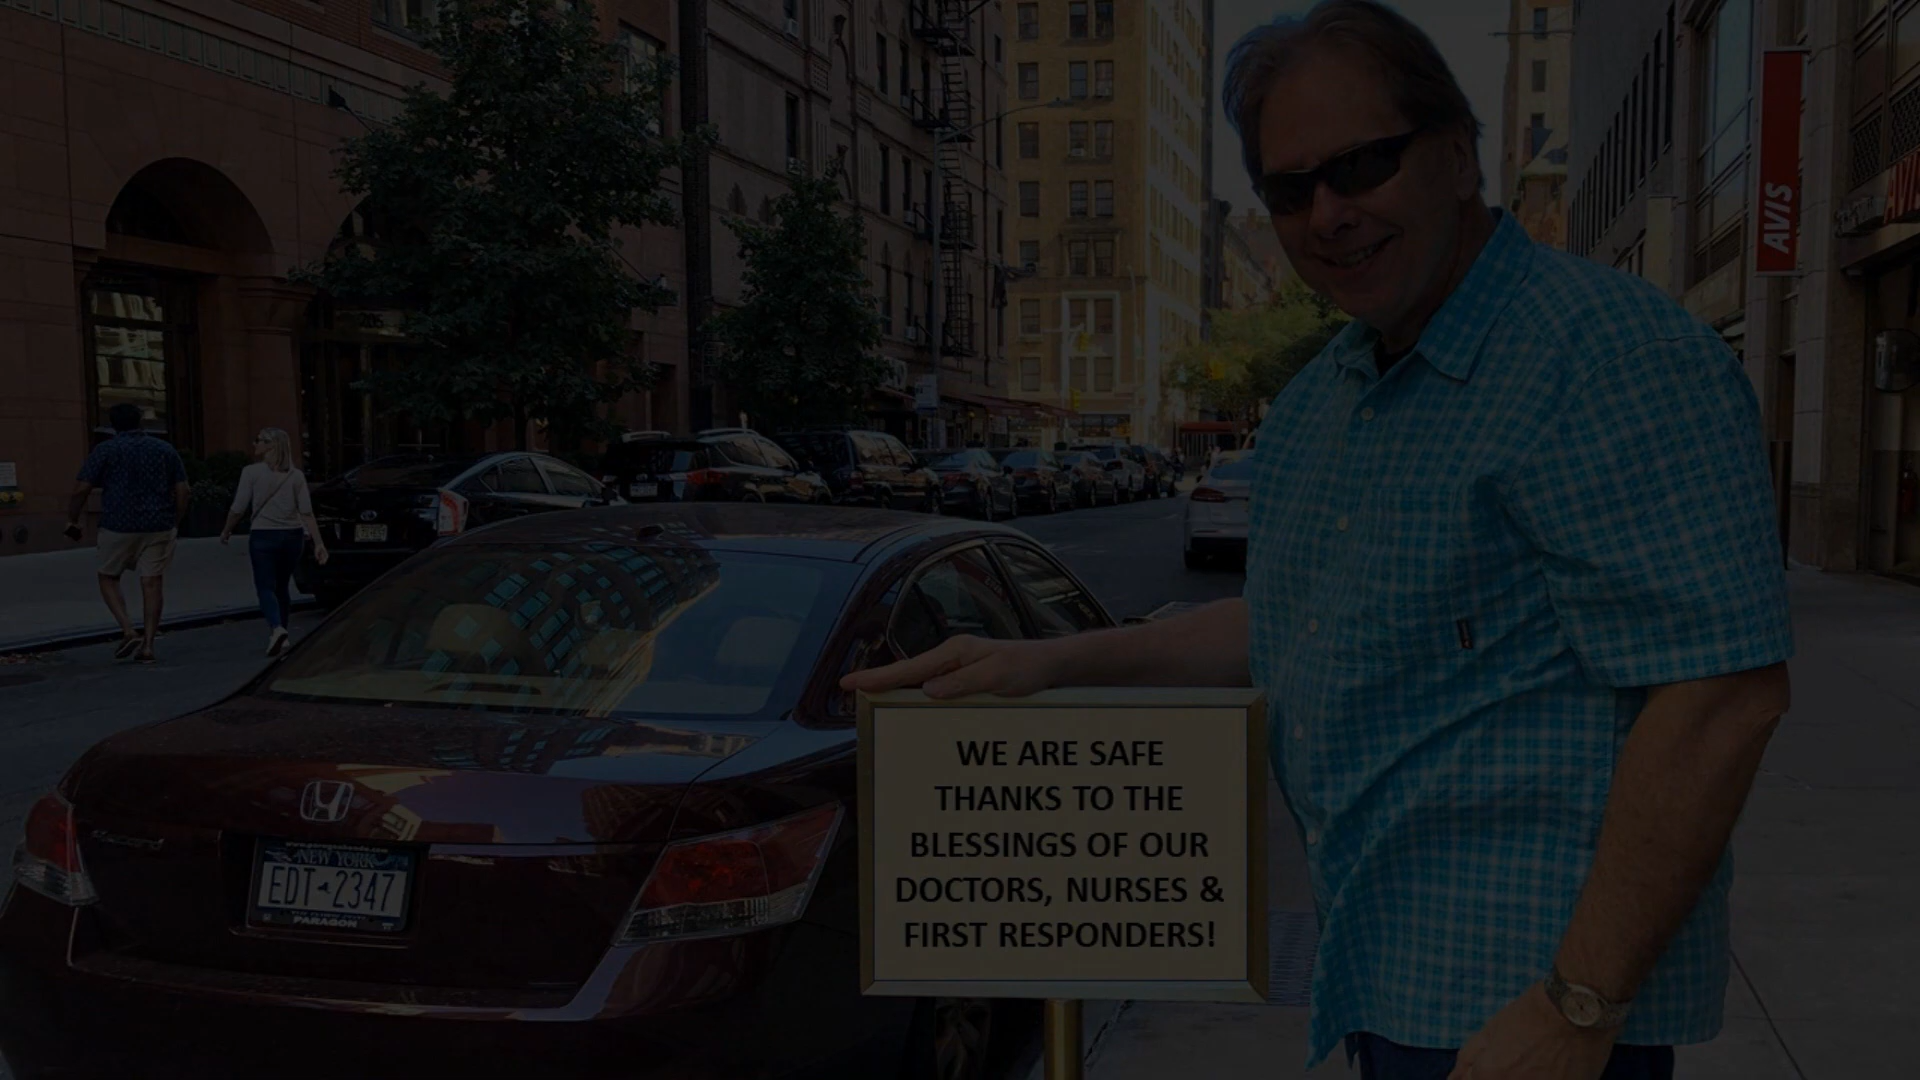 AVIS
WE ARE SAFE
THANKS TO THE
BLESSINGS OF OUR
DOCTORS, NURSES &
FIRST RESPONDERS!
NEW YORK
EDT 2347
PARAGON